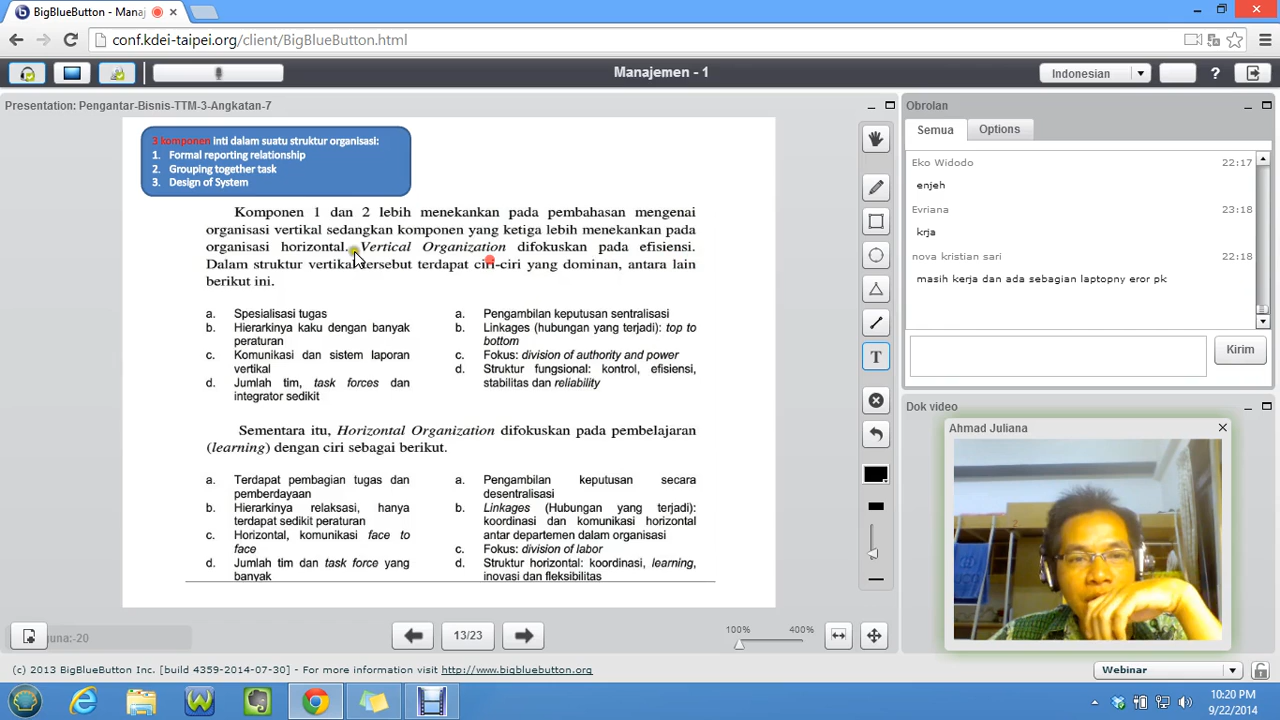 BigBlueButton - Manaj
conf.kdei-taipei.org/client/BigBlueButton.html
Manajemen - 1
Indonesian
?
Presentation: Pengantar-Bisnis-TTM-3-Angkatan-7
3 komponen inti dalam suatu struktur organisasi:
1. Formal reporting relationship
2. Grouping together task
3. Design of System
Komponen 1 dan 2 lebih menekankan pada pembahasan mengenai
organisasi vertikal sedangkan komponen yang ketiga lebih menekankan pada
organisasi horizontal. Vertical Organization difokuskan pada efisiensi.
Dalam struktur vertikal tersebut terdapat ciri-ciri yang dominan, antara lain
berikut ini.
a. Spesialisasi tugas
b. Hierarkinya kaku dengan banyak
peraturan
c. Komunikasi dan sistem laporan
vertikal
d. Jumlah tim, task forces dan
integrator sedikit
a. Pengambilan keputusan sentralisasi
b. Linkages (hubungan yang terjadi): top to
bottom
c. Fokus: division of authority and power
d. Struktur fungsional: kontrol, efisiensi,
stabilitas dan reliability
Sementara itu, Horizontal Organization difokuskan pada pembelajaran
(learning) dengan ciri sebagai berikut.
a. Terdapat pembagian tugas dan
pemberdayaan
b. Hierarkinya relaksasi, hanya
terdapat sedikit peraturan
c. Horizontal, komunikasi face to
face
d. Jumlah tim dan task force yang
banyak
a. Pengambilan keputusan secara
desentralisasi
b. Linkages (Hubungan yang terjadi):
koordinasi dan komunikasi horizontal
antar departemen dalam organisasi
c. Fokus: division of labor
d. Struktur horizontal: koordinasi, learning,
inovasi dan fleksibilitas
T
guna:-20
13/23
100% 400%
Obrolan
Semua Options
Eko Widodo 22:17
enjeh
Evriana 23:18
krja
nova kristian sari 22:18
masih kerja dan ada sebagian laptopny eror pk
Kirim
Dok video
Ahmad Juliana
(c) 2013 BigBlueButton Inc. [build 4359-2014-07-30] - For more information visit http://www.bigbluebutton.org
Webinar
10:20 PM
9/22/2014